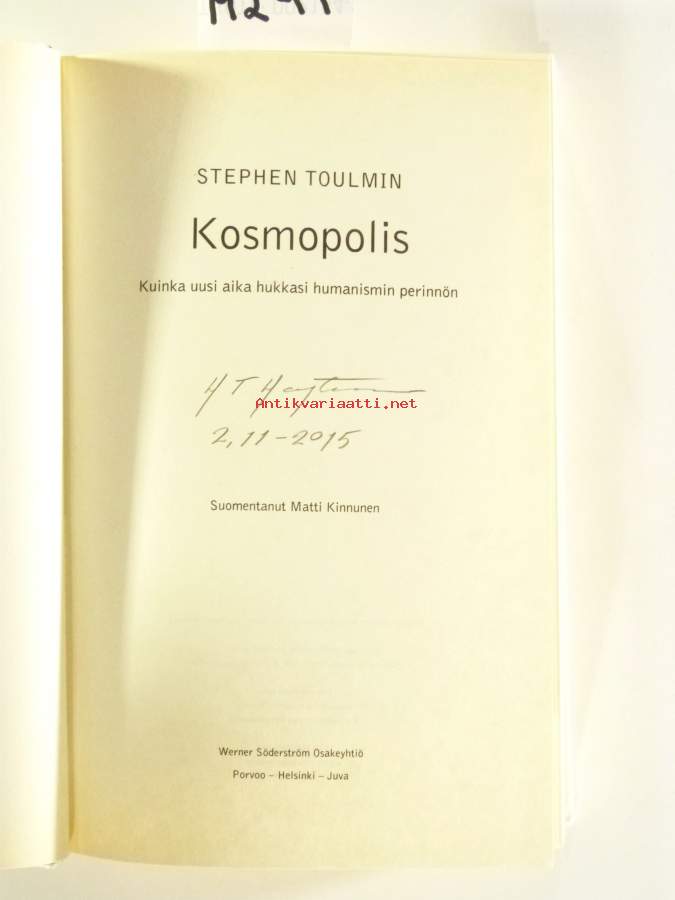 STEPHEN TOULMIN
Kosmopolis
Kuinka uusi aika hukkasi humanismin perinnön
H T
Antikvariaatti.net
2,11-2015
Suomentanut Matti Kinnunen
Werner Söderström Osakeyhtiö
Porvoo – Helsinki – Juva